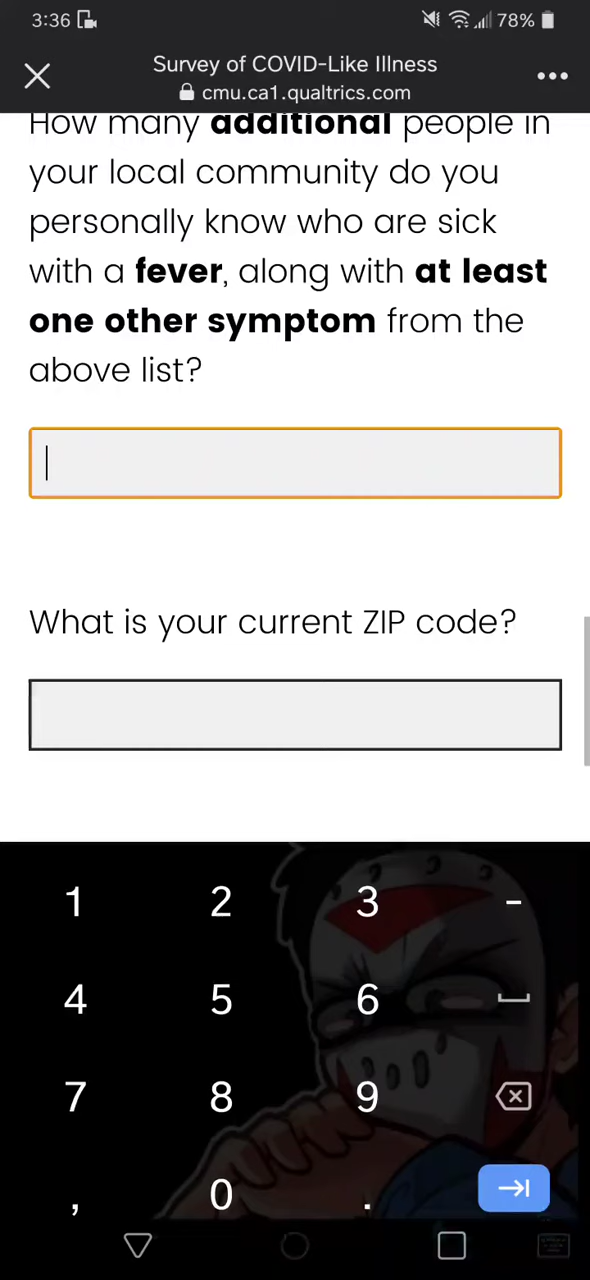 3:36 78%
Survey of COVID-Like Illness
cmu.ca1.qualtrics.com
How many additional people in
your local community do you
personally know who are sick
with a fever, along with at least
one other symptom from the
above list?
What is your current ZIP code?
1 2 3 -
4 5 6
7 8 9
, 0 .